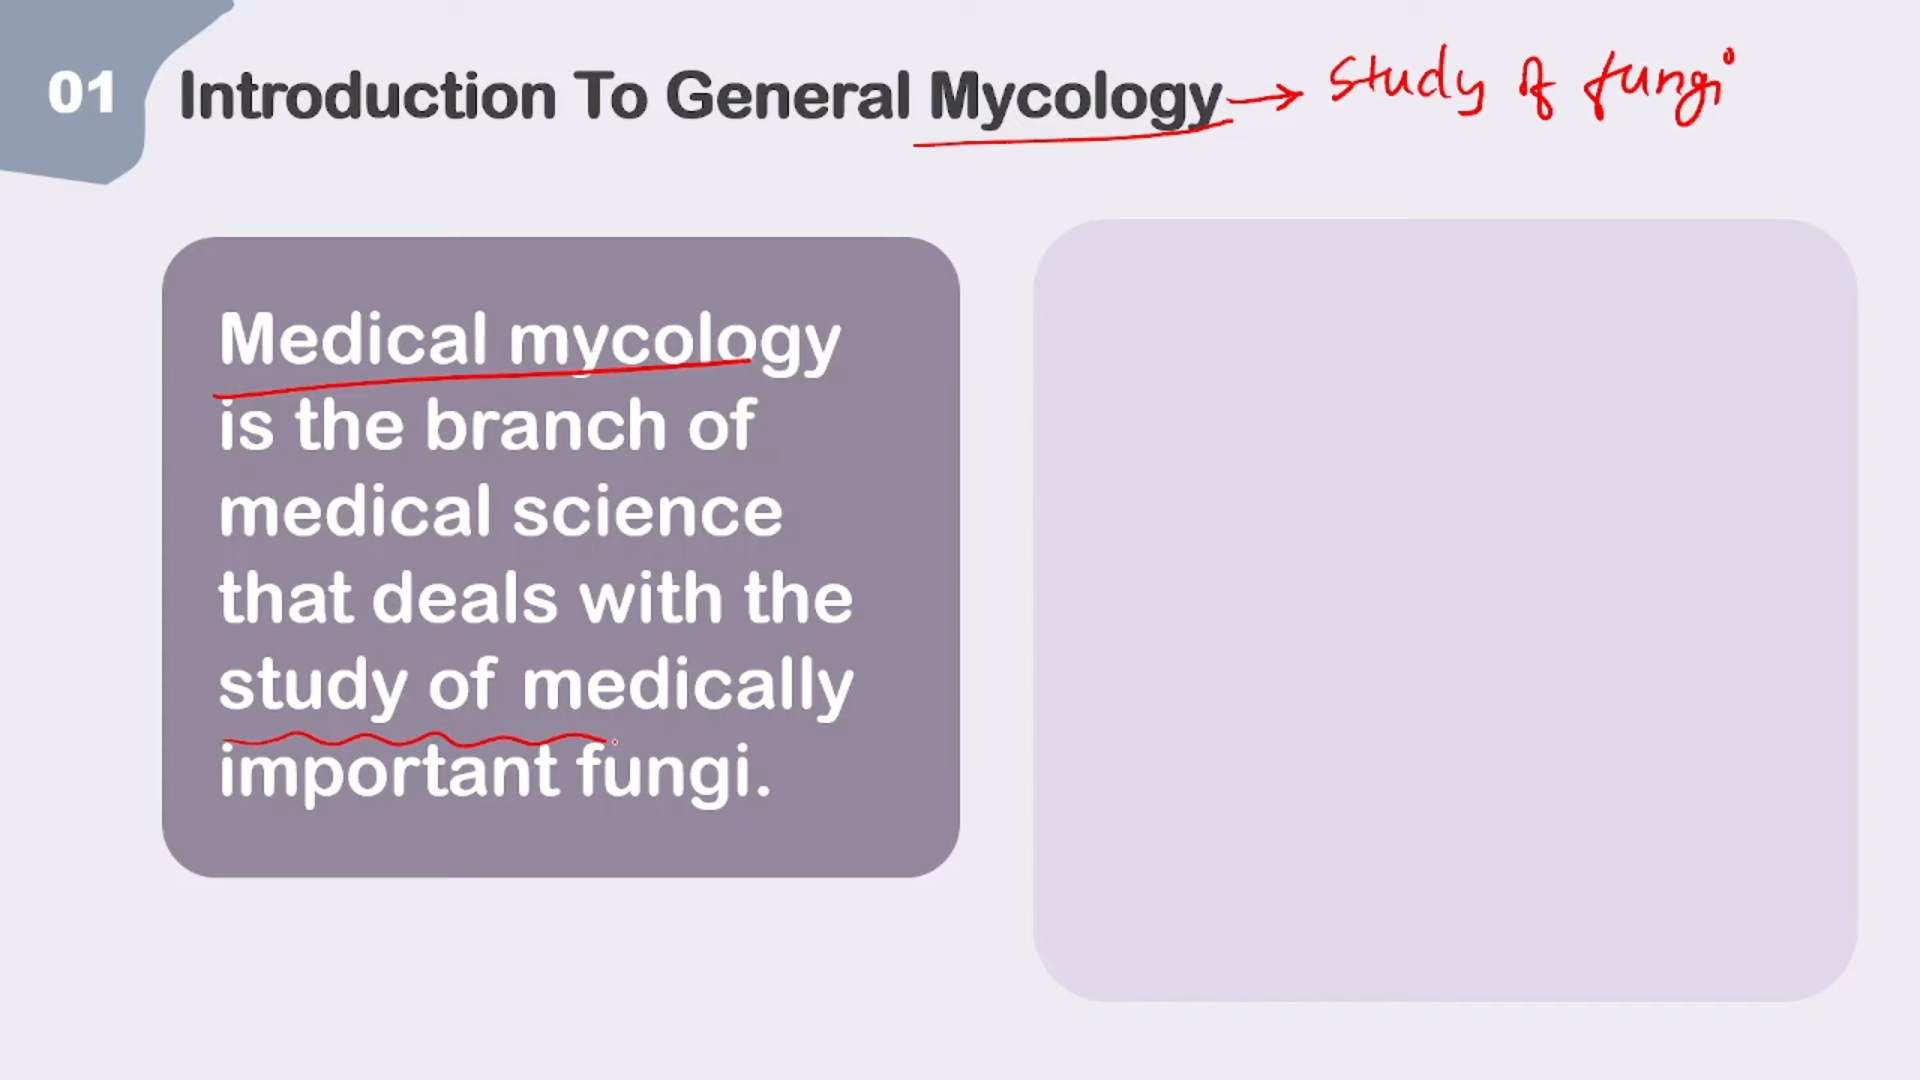 01 Introduction To General Mycology → study of fungi
Medical mycology
is the branch of
medical science
that deals with the
study of medically
important fungi.